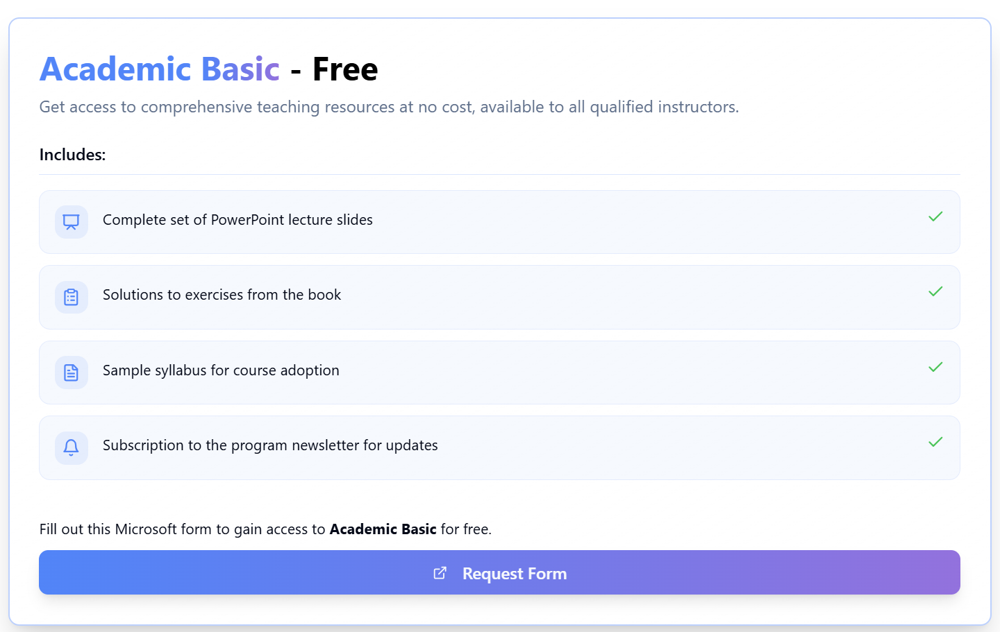 Academic Basic - Free
Get access to comprehensive teaching resources at no cost, available to all qualified instructors.
Includes:
Complete set of PowerPoint lecture slides
Solutions to exercises from the book
Sample syllabus for course adoption
Subscription to the program newsletter for updates
Fill out this Microsoft form to gain access to Academic Basic for free.
Request Form